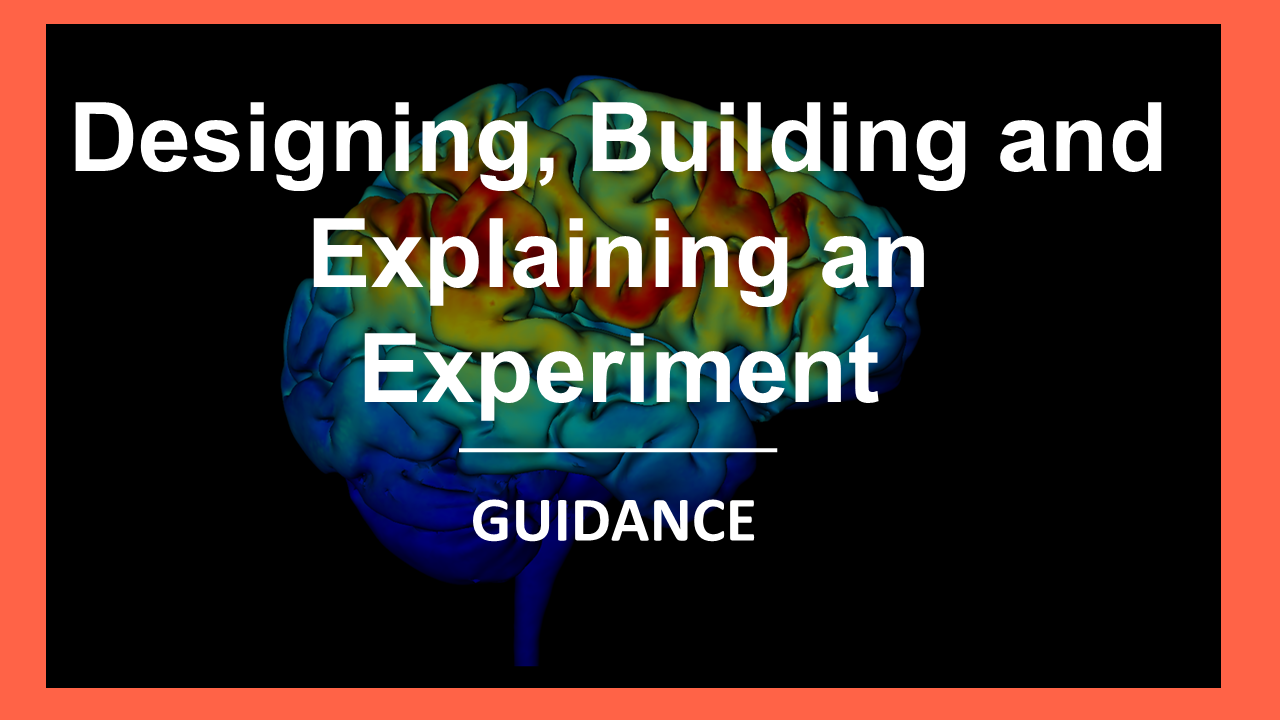 Designing, Building and
Explaining an
Experiment
GUIDANCE